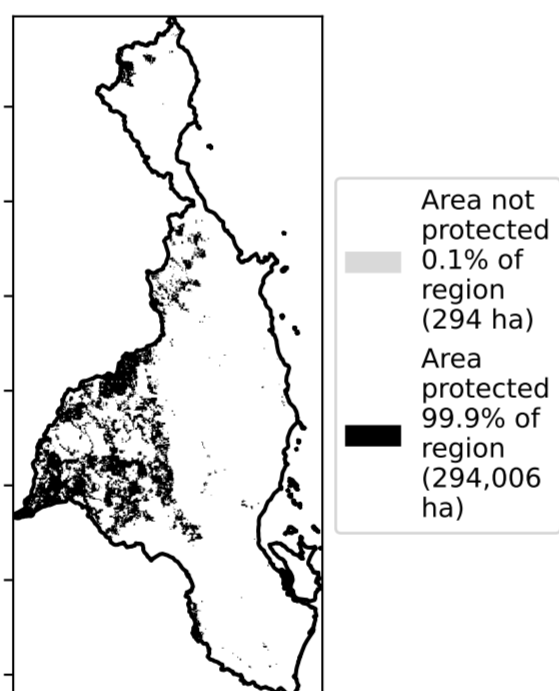 Area not
protected
0.1% of
region
(294 ha)
Area
protected
99.9% of
region
(294,006
ha)